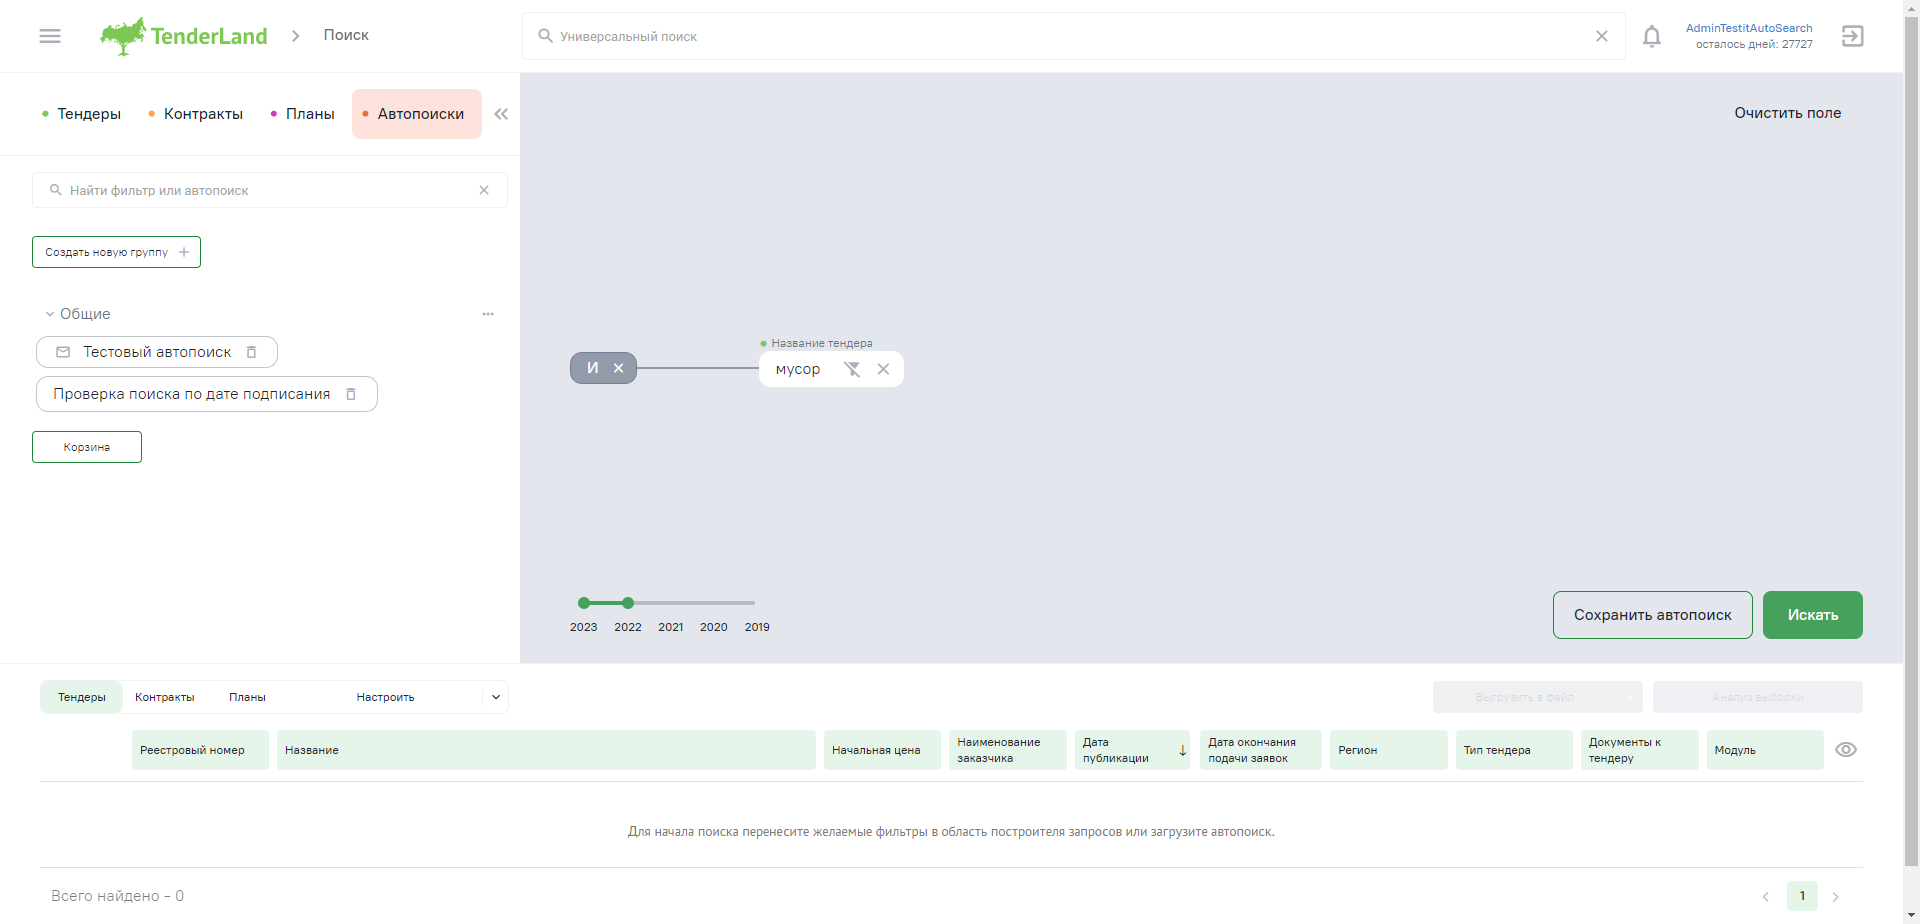 TenderLand
Поиск
Универсальный поиск
AdminTestitAutoSearch
осталось дней: 27727
Тендеры
Контракты
Планы
Автопоиски
Очистить поле
Найти фильтр или автопоиск
Создать новую группу
Общие
Тестовый автопоиск
Проверка поиска по дате подписания
Корзина
И
Название тендера
мусор
2023 2022 2021 2020 2019
Сохранить автопоиск
Искать
Тендеры
Контракты
Планы
Настроить
Выгрузить в файл
Анализ выборки
Реестровый номер
Название
Начальная цена
Наименование
заказчика
Дата
публикации
Дата окончания
подачи заявок
Регион
Тип тендера
Документы к
тендеру
Модуль
Для начала поиска перенесите желаемые фильтры в область построителя запросов или загрузите автопоиск.
Всего найдено - 0
1